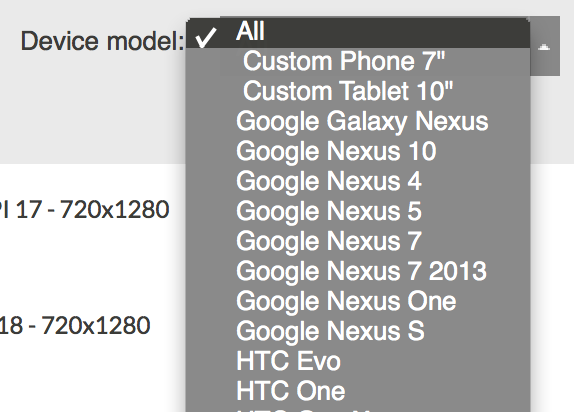 Device model:
All
Custom Phone 7"
Custom Tablet 10"
Google Galaxy Nexus
Google Nexus 10
Google Nexus 4
PI 17 - 720x1280
Google Nexus 5
Google Nexus 7
Google Nexus 7 2013
Google Nexus One
18 - 720x1280
Google Nexus S
HTC Evo
HTC One